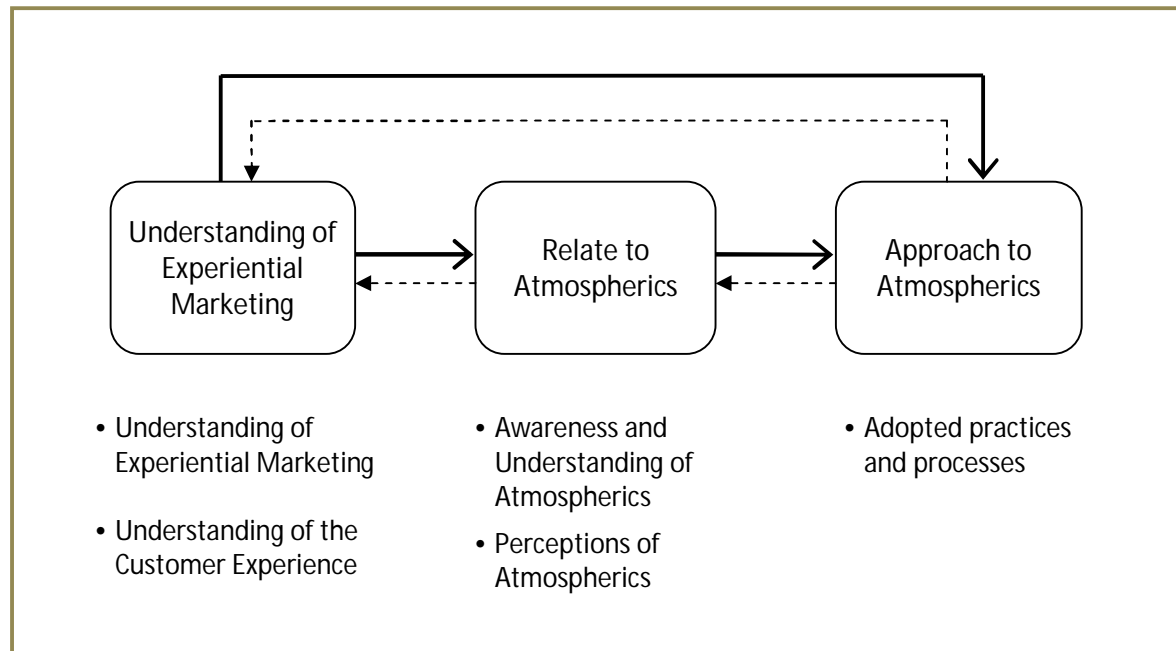 Understanding of
Experiential
Marketing
Relate to
Atmospherics
Approach to
Atmospherics
• Understanding of
Experiential Marketing
• Understanding of the
Customer Experience
• Awareness and
Understanding of
Atmospherics
• Perceptions of
Atmospherics
• Adopted practices
and processes